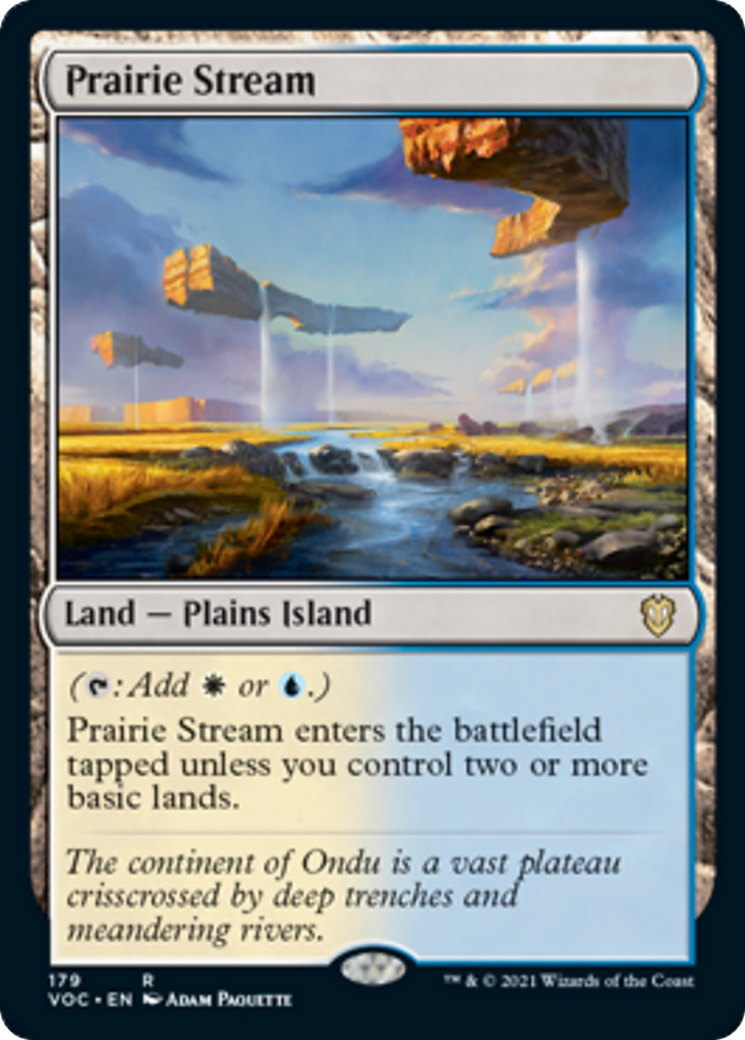 Prairie Stream
Land — Plains Island
(: Add or .)
Prairie Stream enters the battlefield
tapped unless you control two or more
basic lands.
The continent of Ondu is a vast plateau
crisscrossed by deep trenches and
meandering rivers.
179 R
VOC • EN Adam Paquette
™ & © 2021 Wizards of the Coast